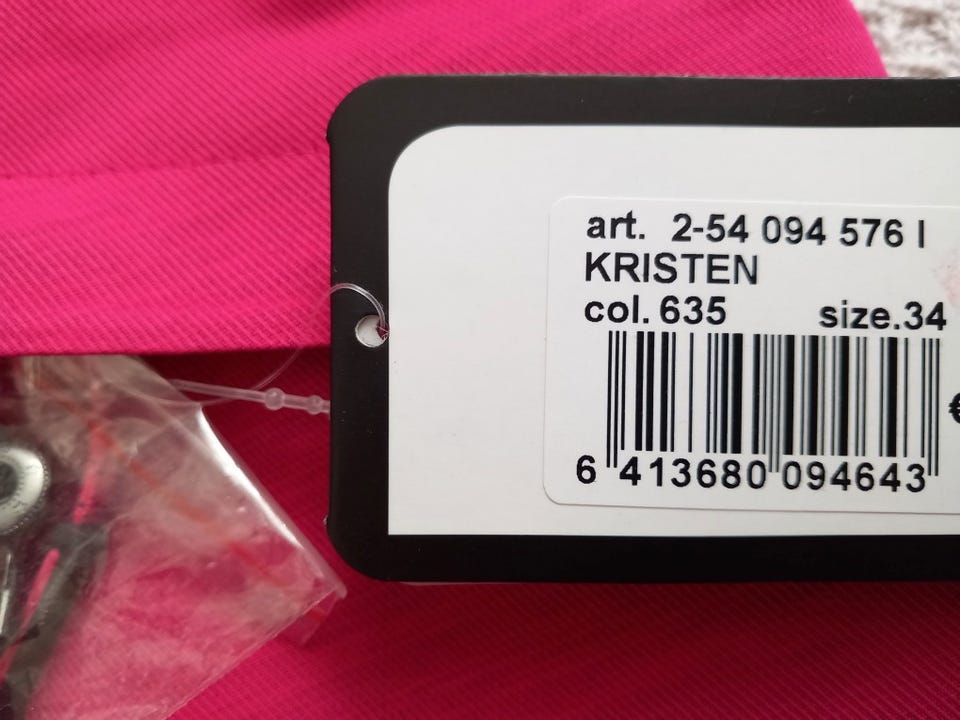 art. 2-54 094 576 I
KRISTEN
col. 635 size.34
€
6 413680 094643